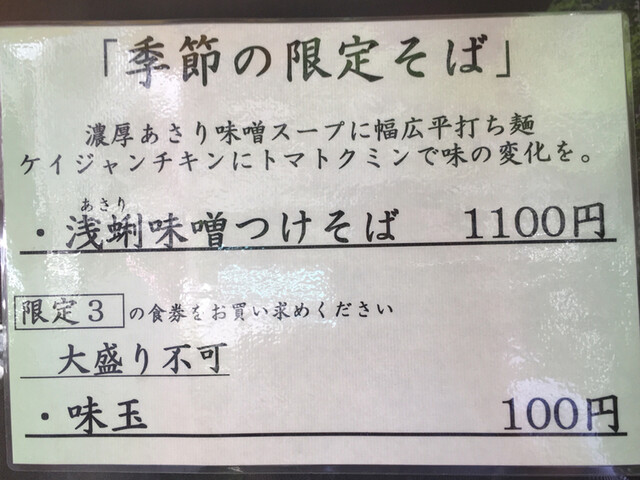 「季節の限定そば」
濃厚あさり味噌スープに幅広平打ち麺
ケイジャンチキンにトマトクミンで味の変化を。
あさり
・浅蜊味噌つけそば 1100円
限定3 の食券をお買い求めください
大盛り不可
・味玉 100円